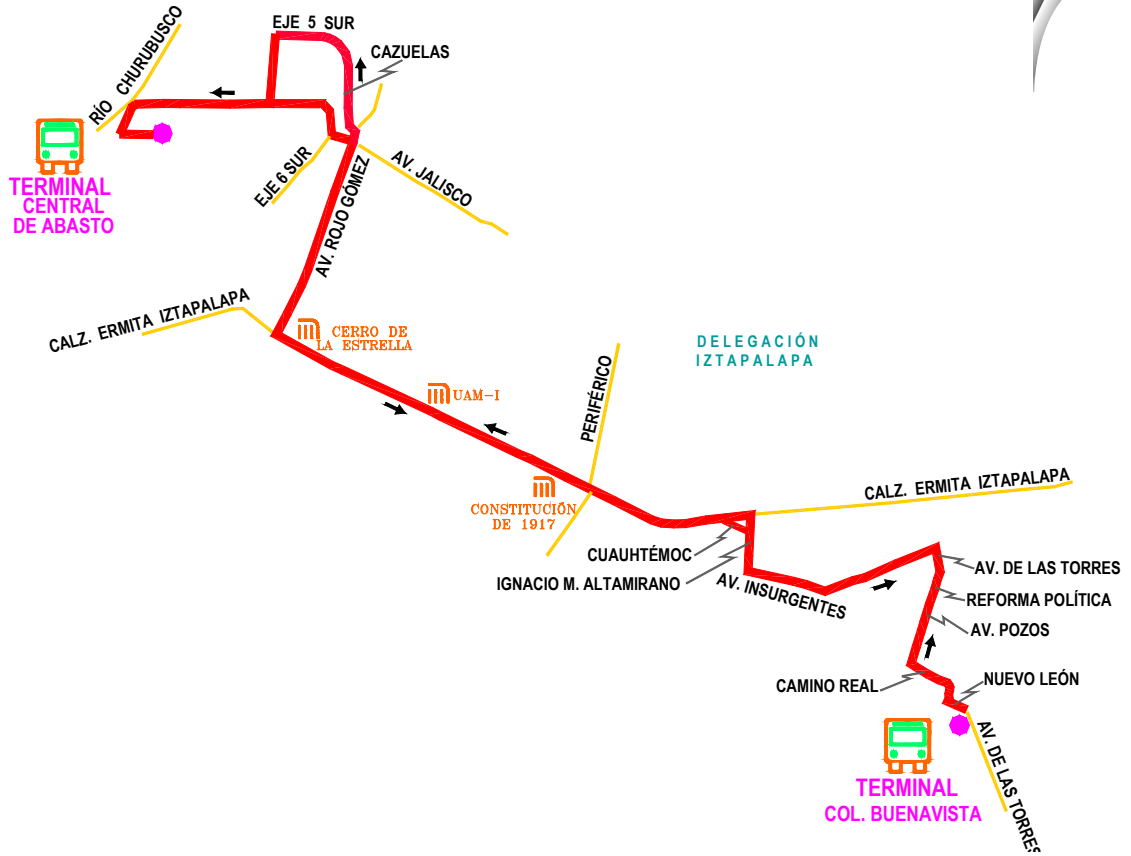 EJE 5 SUR
RÍO CHURUBUSCO
CAZUELAS
TERMINAL
CENTRAL
DE ABASTO
EJE 6 SUR
AV. JALISCO
AV. ROJO GÓMEZ
CALZ. ERMITA IZTAPALAPA
CERRO DE
LA ESTRELLA
DELEGACIÓN
IZTAPALAPA
UAM-I
PERIFÉRICO
CONSTITUCIÓN
DE 1917
CALZ. ERMITA IZTAPALAPA
CUAUHTÉMOC
IGNACIO M. ALTAMIRANO
AV. INSURGENTES
AV. DE LAS TORRES
REFORMA POLÍTICA
AV. POZOS
CAMINO REAL
NUEVO LEÓN
AV. DE LAS TORRES
TERMINAL
COL. BUENAVISTA